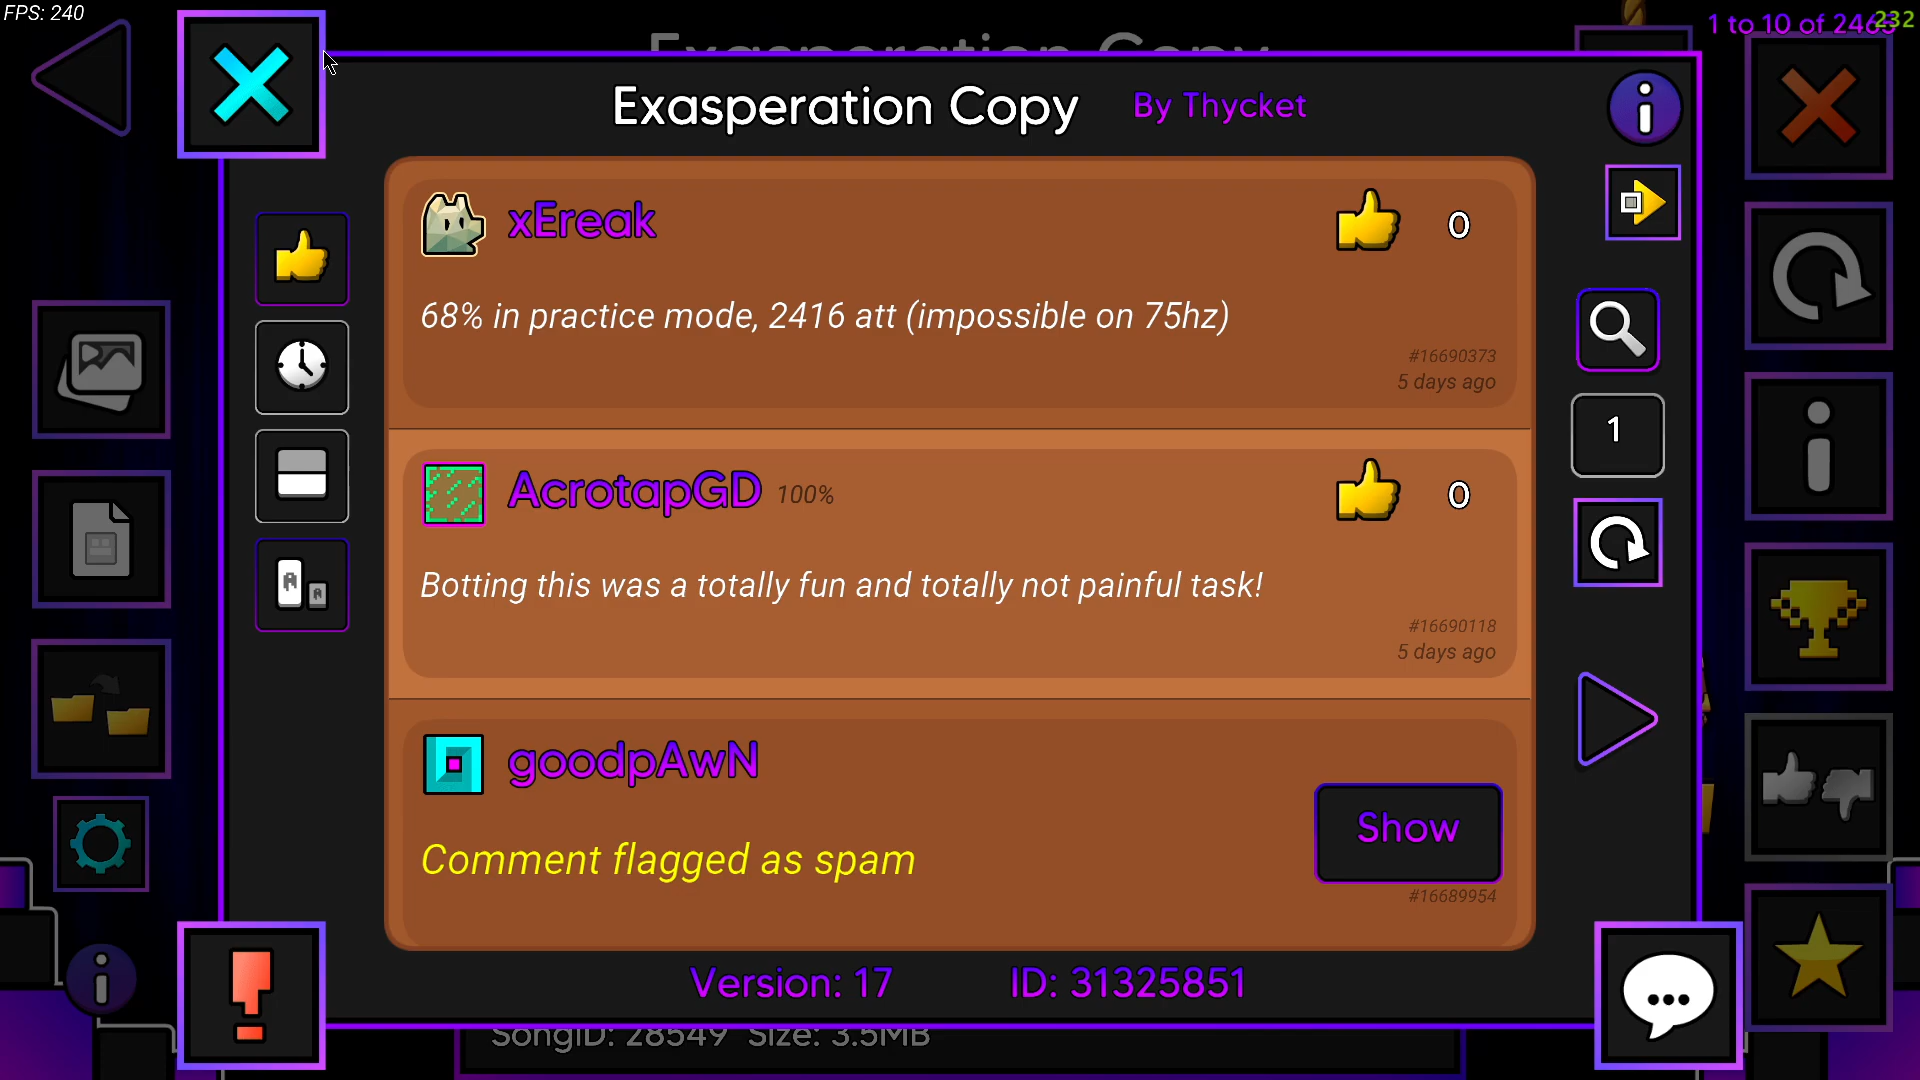 FPS: 240
1 to 10 of 2463
232
Exasperation Copy
Exasperation Copy By Thycket
xEreak 0
68% in practice mode, 2416 att (impossible on 75hz)
#16690373
5 days ago
AcrotapGD 100% 0
Botting this was a totally fun and totally not painful task!
#16690118
5 days ago
goodpAwN
Comment flagged as spam
Show
#16689954
1
Version: 17 ID: 31325851
SongID: 28549 Size: 3.5MB